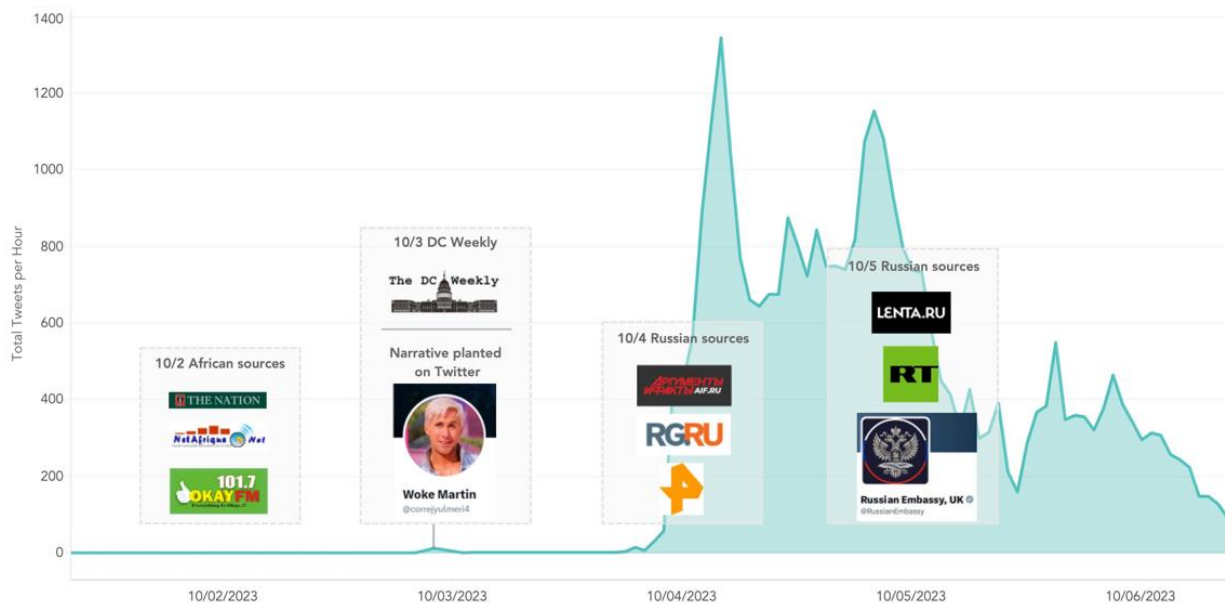 1400
1200
1000
800
600
400
200
0
Total Tweets per Hour
10/2 African sources
THE NATION
NetAfrique Net
101.7
OKAYFM
10/3 DC Weekly
The DC Weekly
Narrative planted
on Twitter
Woke Martin
@correjyulmeri4
10/4 Russian sources
АРГУМЕНТЫ
И ФАКТЫ AIF.RU
RGRU
10/5 Russian sources
LENTA.RU
RT
Russian Embassy, UK
@RussianEmbassy
10/02/2023
10/03/2023
10/04/2023
10/05/2023
10/06/2023